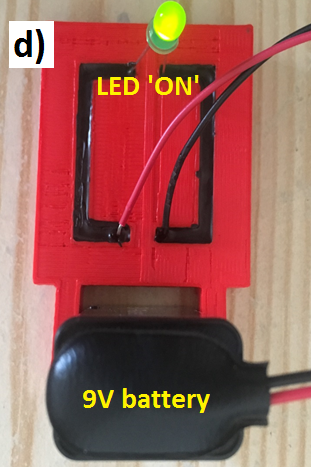 d)
LED 'ON'
9V battery